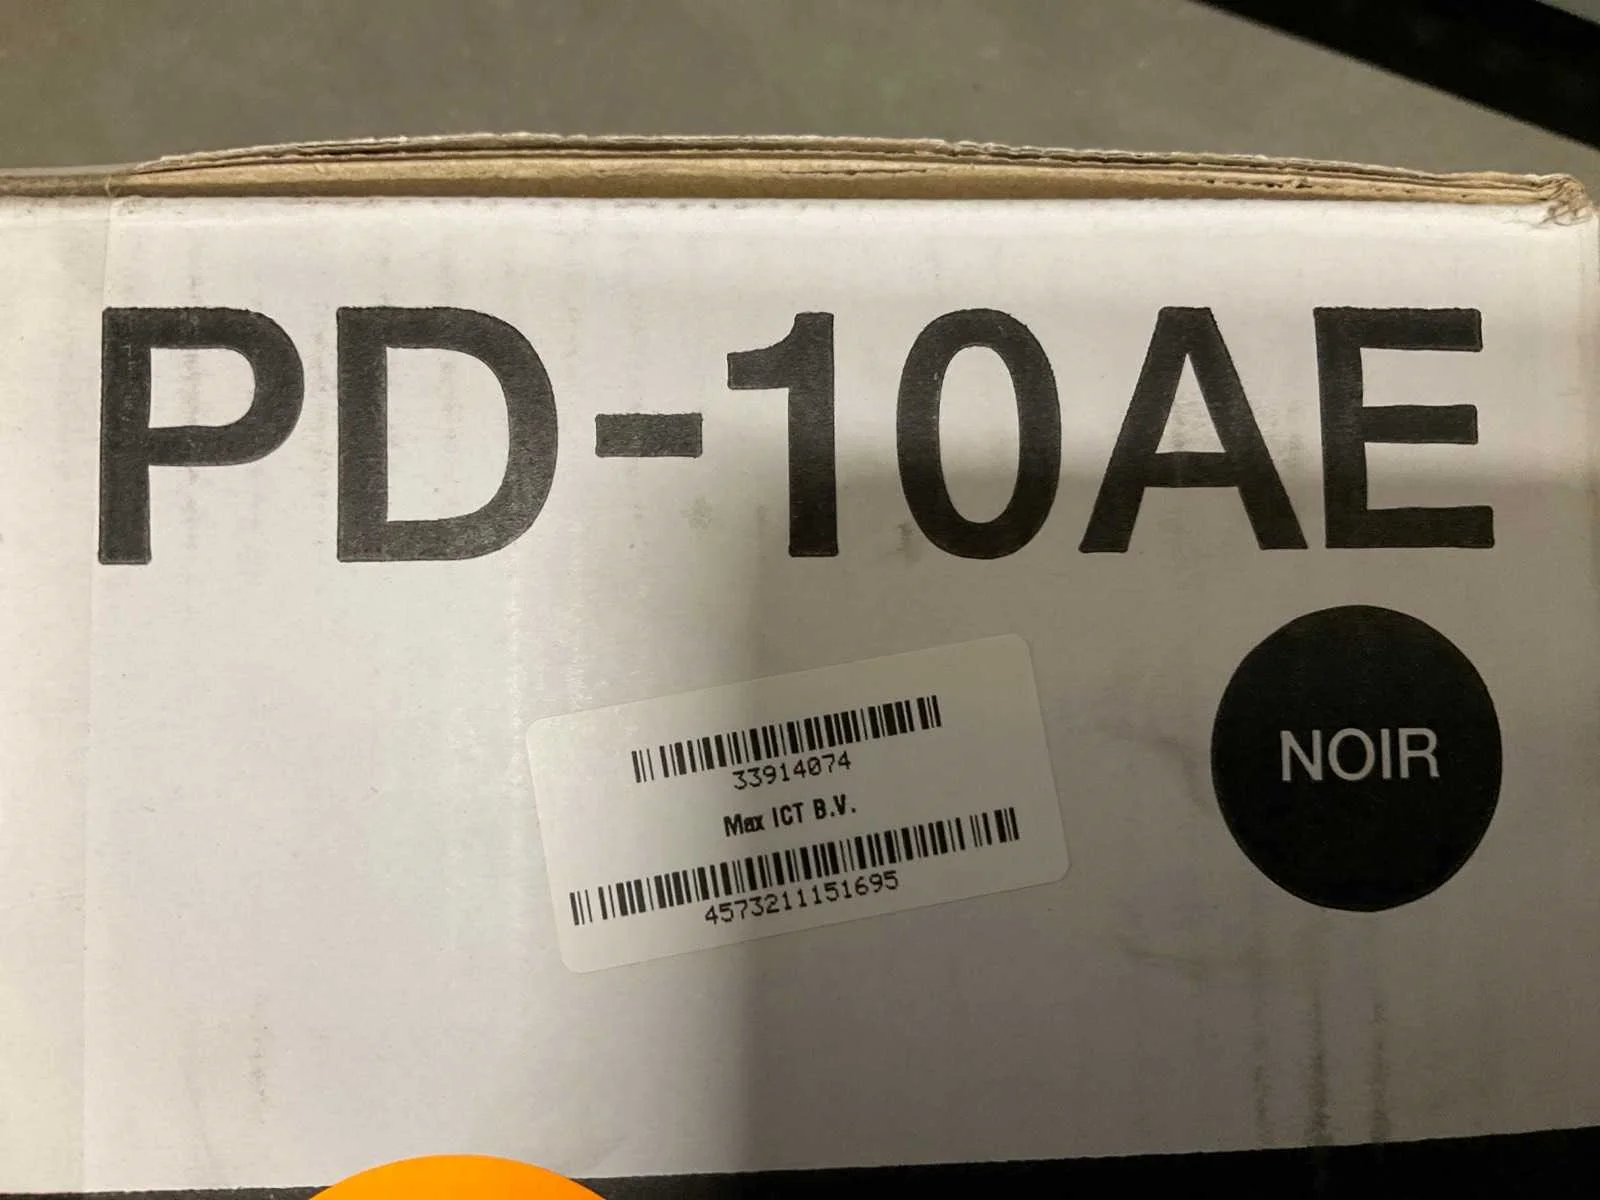 PD-10AE
33914074
Max ICT B.V.
4573211151695
NOIR